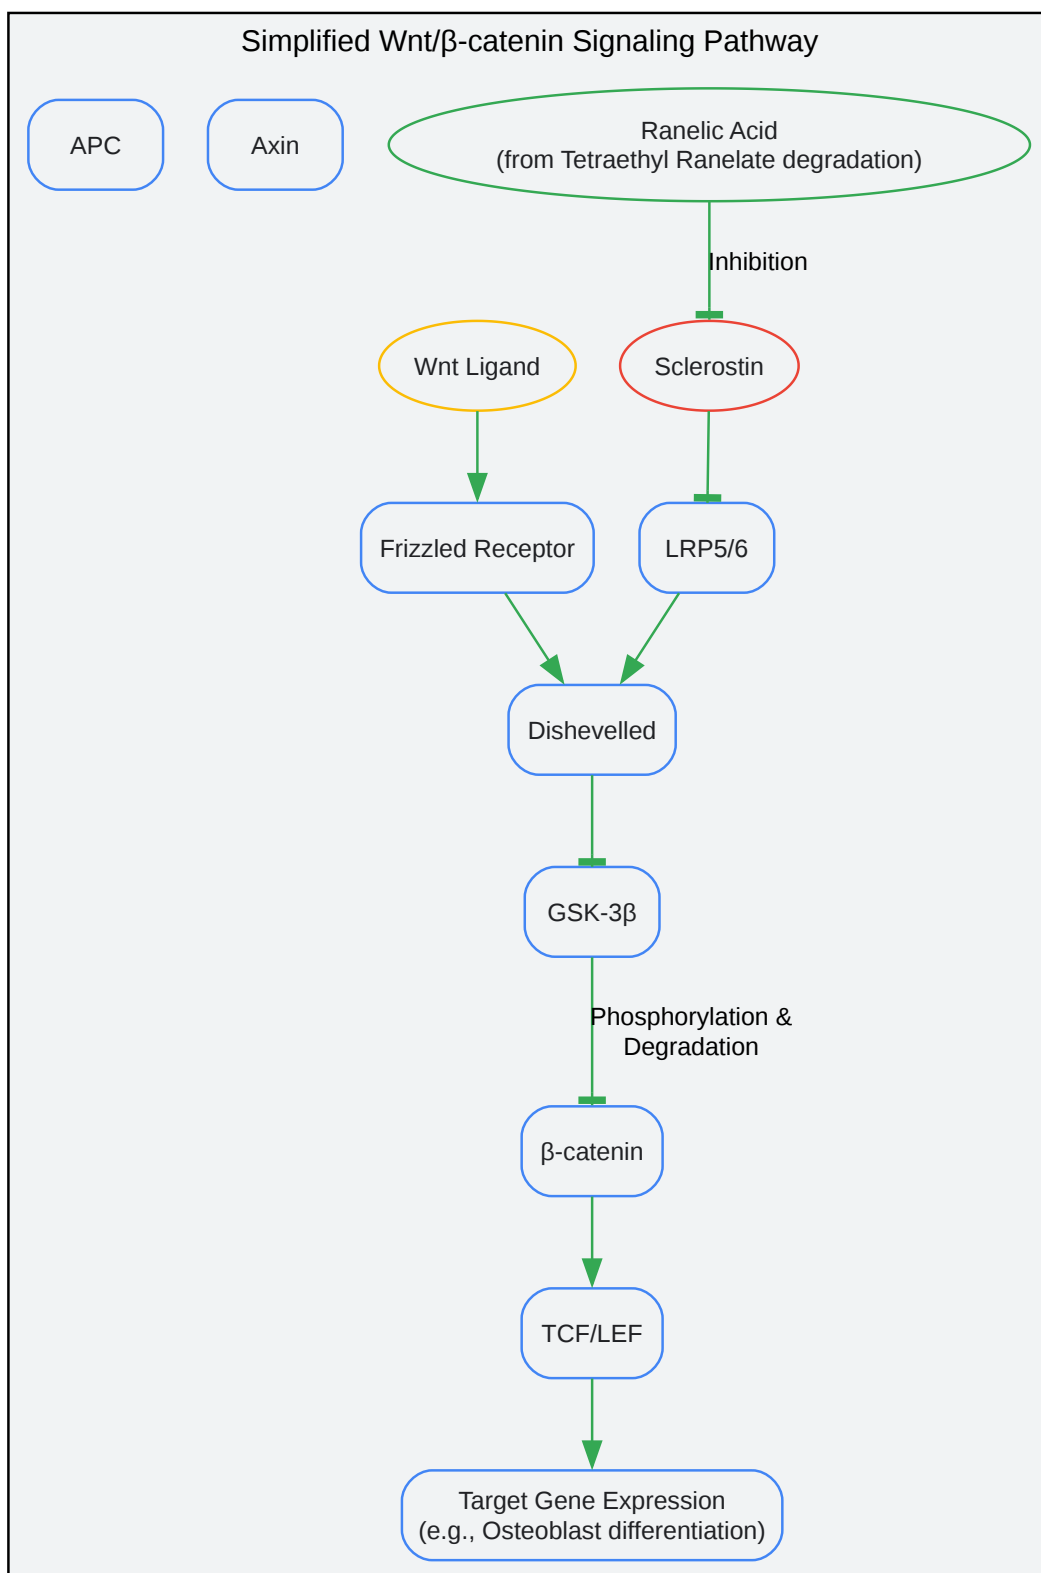 Simplified Wnt/β-catenin Signaling Pathway
APC
Axin
Ranelic Acid
(from Tetraethyl Ranelate degradation)
Inhibition
Wnt Ligand
Sclerostin
Frizzled Receptor
LRP5/6
Dishevelled
GSK-3β
Phosphorylation &
Degradation
β-catenin
TCF/LEF
Target Gene Expression
(e.g., Osteoblast differentiation)